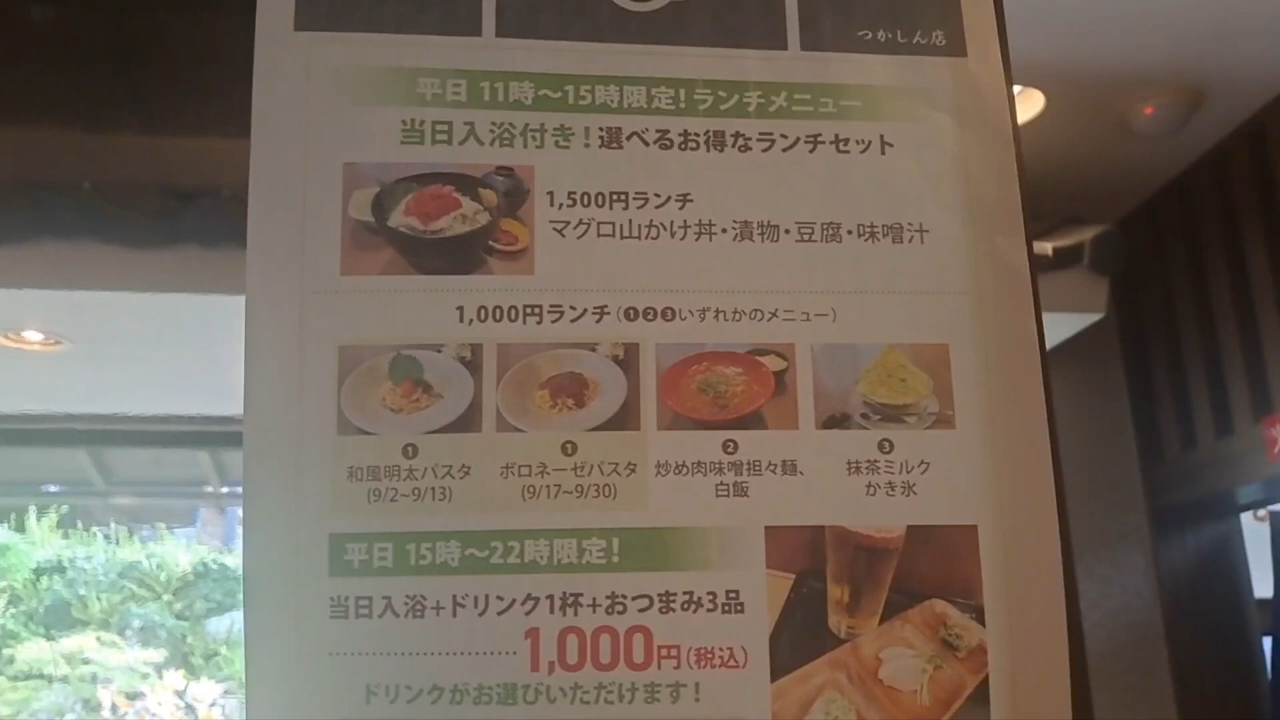 つかしん店
平日 11時～15時限定!ランチメニュー
当日入浴付き!選べるお得なランチセット
1,500円ランチ
マグロ山かけ丼・漬物・豆腐・味噌汁
1,000円ランチ(❶❷❸いずれかのメニュー)
❶
和風明太パスタ
(9/2~9/13)
❶
ボロネーゼパスタ
(9/17~9/30)
❷
炒め肉味噌担々麺、
白飯
❸
抹茶ミルク
かき氷
平日 15時～22時限定!
当日入浴+ドリンク1杯+おつまみ3品
1,000円(税込)
ドリンクがお選びいただけます!